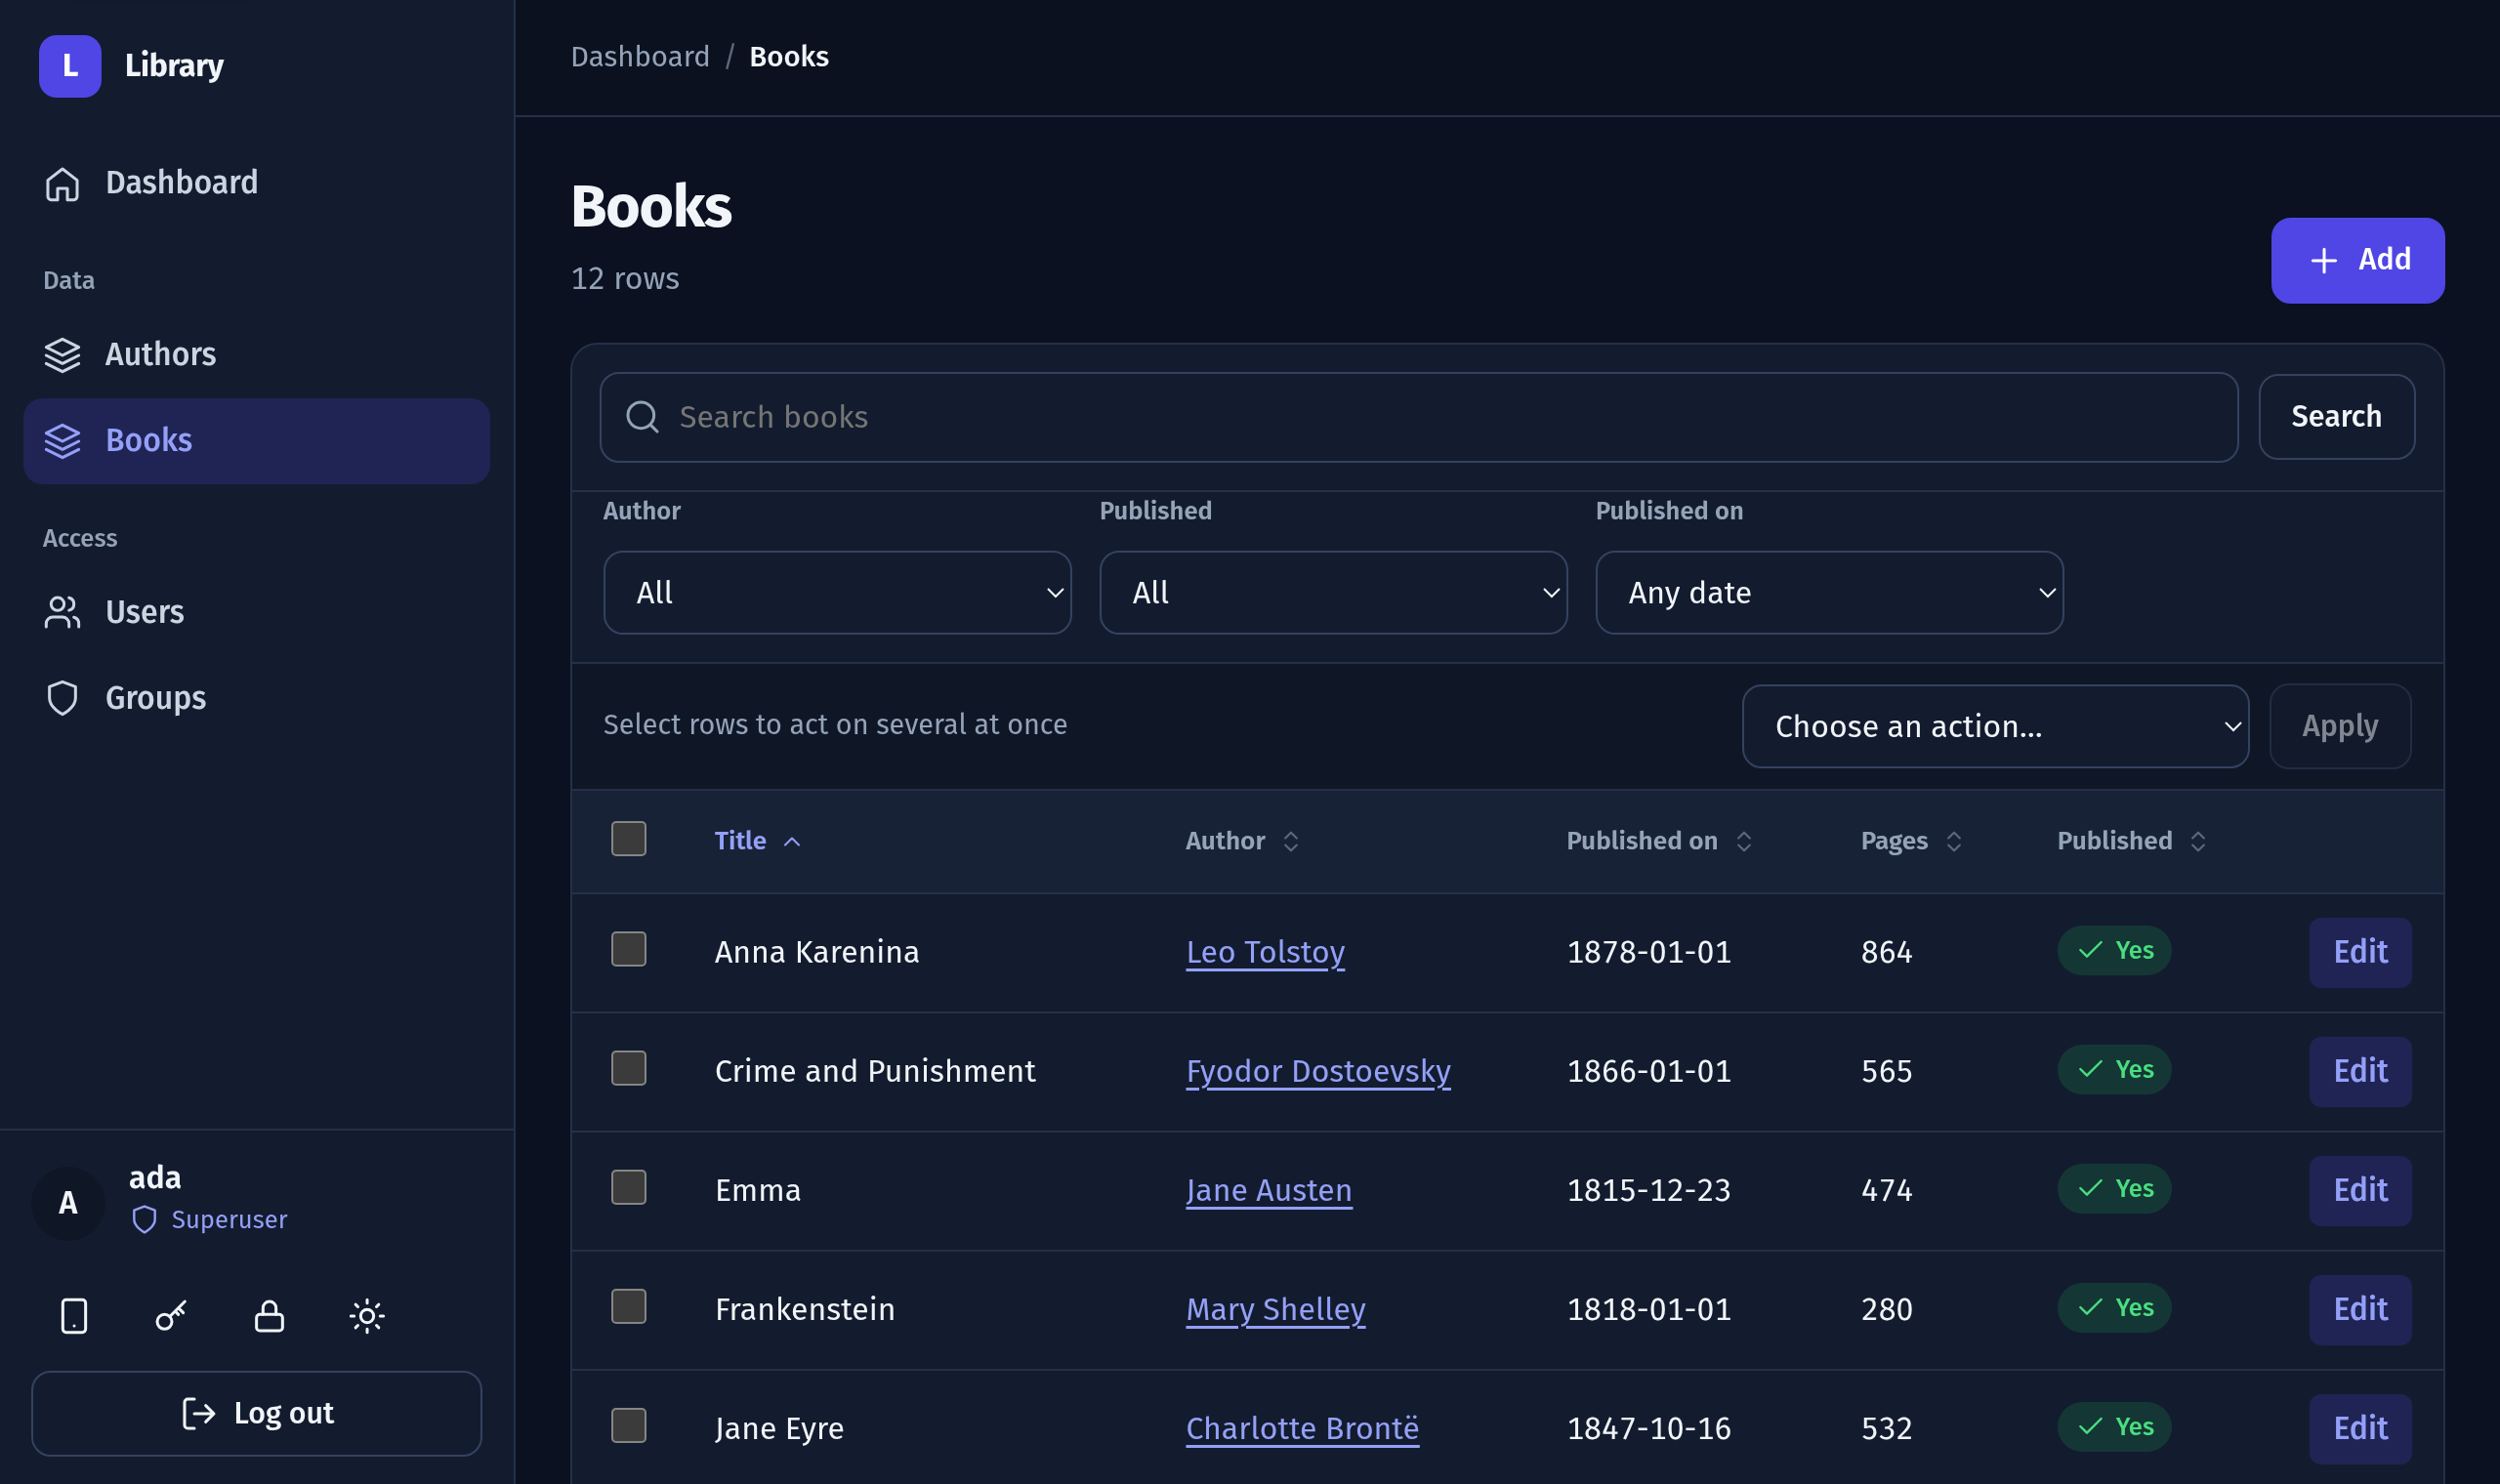 L Library
Dashboard
Data
Authors
Books
Access
Users
Groups
A
ada
Superuser
Log out
Dashboard / Books
Books
12 rows
Add
Search books
Search
Author Published Published on
All All Any date
Select rows to act on several at once
Choose an action...
Apply
Title Author Published on Pages Published
Anna Karenina Leo Tolstoy 1878-01-01 864 Yes Edit
Crime and Punishment Fyodor Dostoevsky 1866-01-01 565 Yes Edit
Emma Jane Austen 1815-12-23 474 Yes Edit
Frankenstein Mary Shelley 1818-01-01 280 Yes Edit
Jane Eyre Charlotte Brontë 1847-10-16 532 Yes Edit